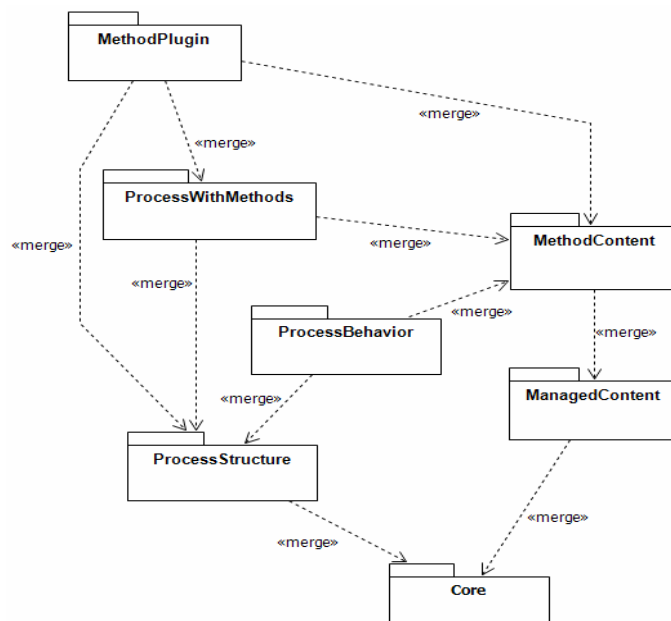 MethodPlugin
«merge»
«merge»
ProcessWithMethods
MethodContent
«merge»
«merge»
«merge»
«merge»
ProcessBehavior
«merge»
ManagedContent
«merge»
ProcessStructure
«merge»
«merge»
Core